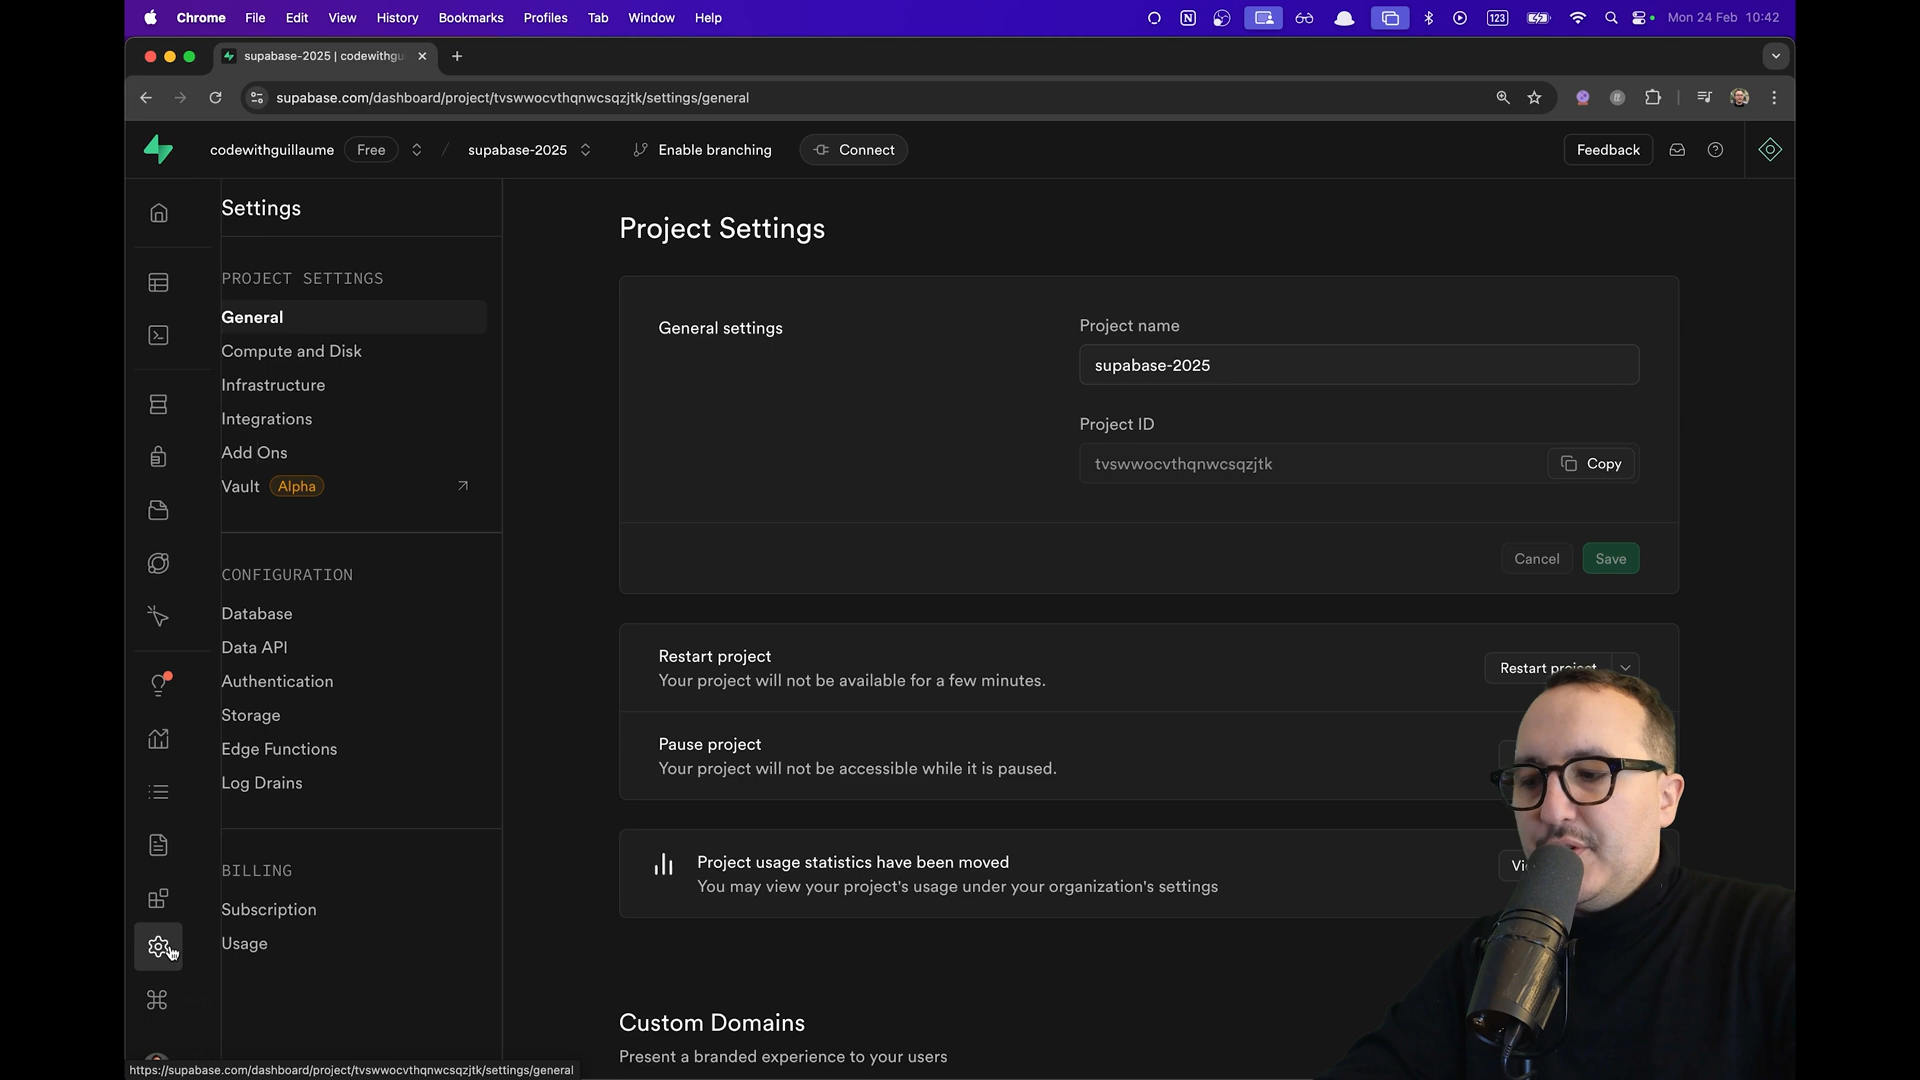 Chrome File Edit View History Bookmarks Profiles Tab Window Help
123 Mon 24 Feb 10:42
supabase-2025 | codewithgu
supabase.com/dashboard/project/tvswwocvthqnwcsqzjtk/settings/general
codewithguillaume Free / supabase-2025 Enable branching Connect Feedback
Settings
PROJECT SETTINGS
General
Compute and Disk
Infrastructure
Integrations
Add Ons
Vault Alpha
CONFIGURATION
Database
Data API
Authentication
Storage
Edge Functions
Log Drains
BILLING
Subscription
Usage
Project Settings
General settings
Project name
supabase-2025
Project ID
tvswwocvthqnwcsqzjtk Copy
Cancel Save
Restart project
Your project will not be available for a few minutes.
Restart project
Pause project
Your project will not be accessible while it is paused.
Project usage statistics have been moved
You may view your project's usage under your organization's settings
Custom Domains
Present a branded experience to your users
https://supabase.com/dashboard/project/tvswwocvthqnwcsqzjtk/settings/general